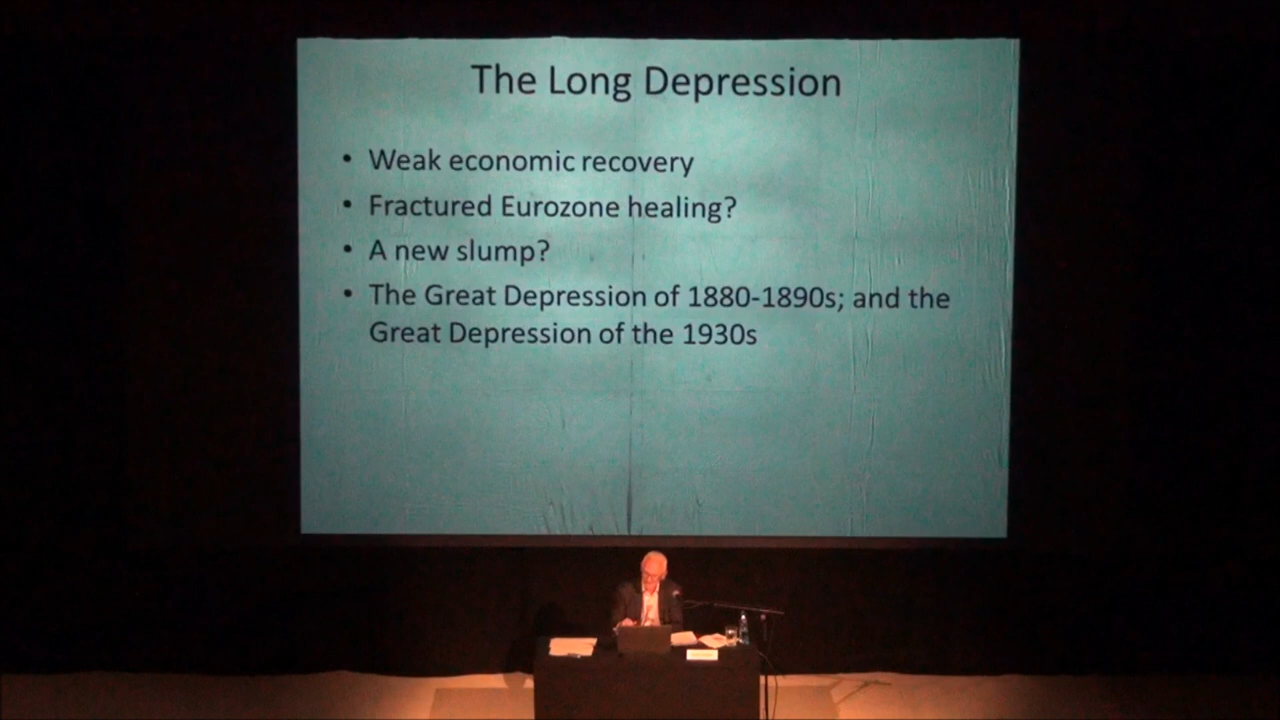 The Long Depression
• Weak economic recovery
• Fractured Eurozone healing?
• A new slump?
• The Great Depression of 1880-1890s; and the
Great Depression of the 1930s